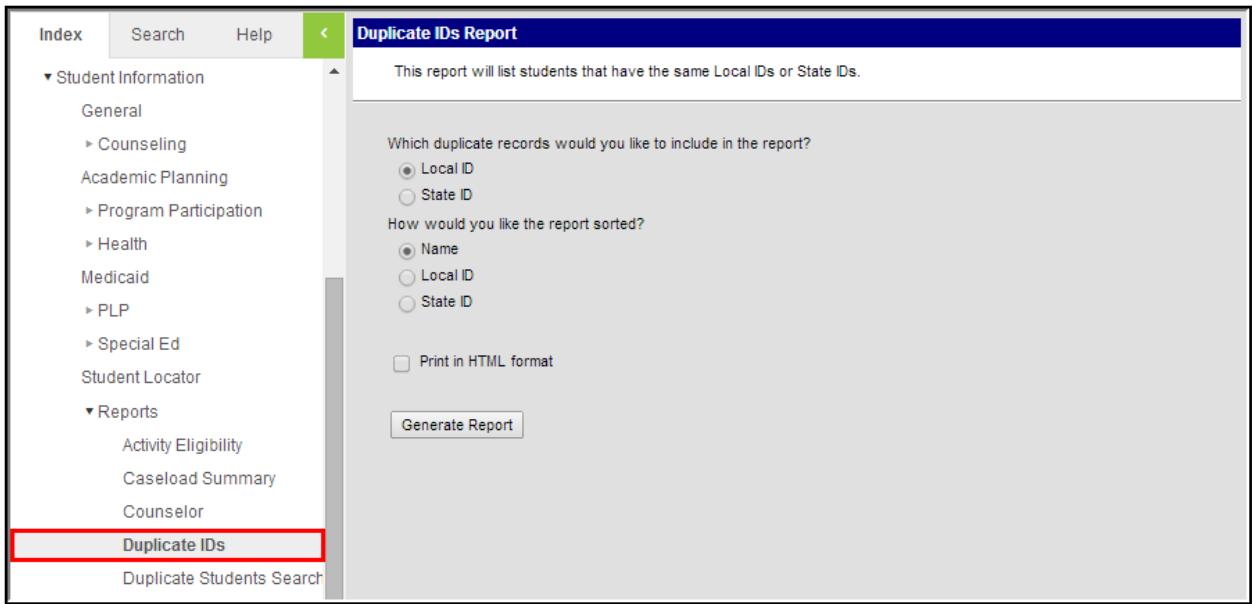 Index Search Help <
Student Information
General
Counseling
Academic Planning
Program Participation
Health
Medicaid
PLP
Special Ed
Student Locator
Reports
Activity Eligibility
Caseload Summary
Counselor
Duplicate IDs
Duplicate Students Search
Duplicate IDs Report
This report will list students that have the same Local IDs or State IDs.
Which duplicate records would you like to include in the report?
Local ID
State ID
How would you like the report sorted?
Name
Local ID
State ID
Print in HTML format
Generate Report